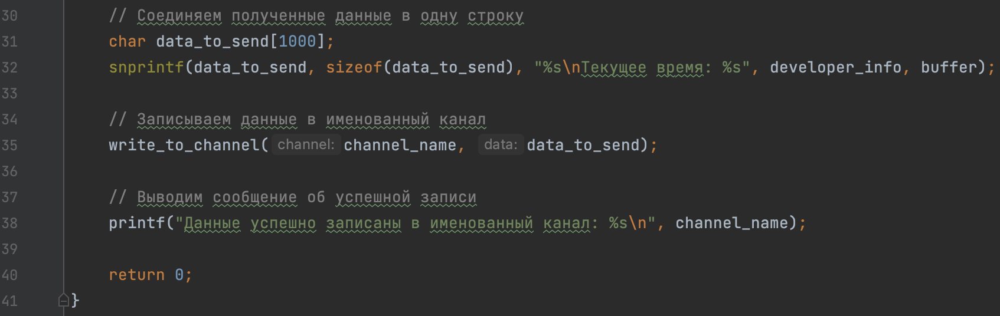 30 // Соединяем полученные данные в одну строку
31 char data_to_send[1000];
32 snprintf(data_to_send, sizeof(data_to_send), "%s\nТекущее время: %s", developer_info, buffer);
33
34 // Записываем данные в именованный канал
35 write_to_channel( channel: channel_name, data: data_to_send);
36
37 // Выводим сообщение об успешной записи
38 printf("Данные успешно записаны в именованный канал: %s\n", channel_name);
39
40 return 0;
41 }